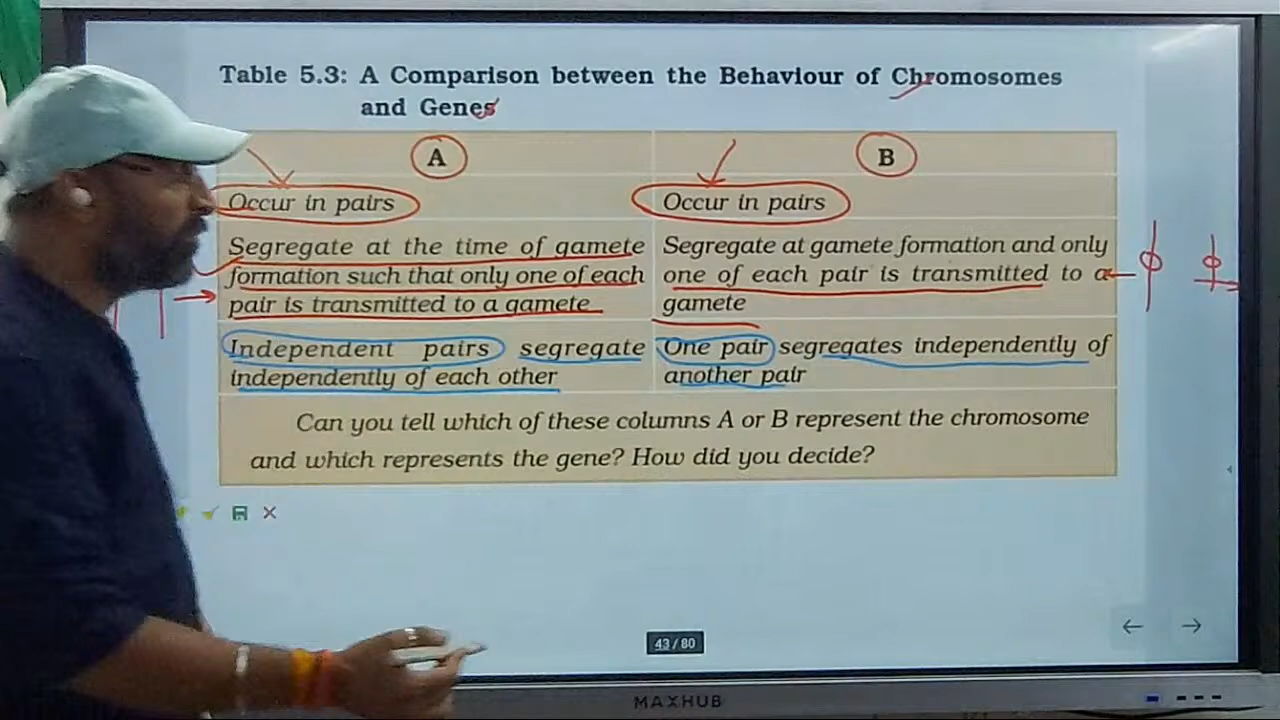 Table 5.3: A Comparison between the Behaviour of Chromosomes
and Genes
A B
Occur in pairs Occur in pairs
Segregate at the time of gamete Segregate at gamete formation and only
formation such that only one of each one of each pair is transmitted to a
pair is transmitted to a gamete gamete
Independent pairs segregate One pair segregates independently of
independently of each other another pair
Can you tell which of these columns A or B represent the chromosome
and which represents the gene? How did you decide?
43 / 80
MAXHUB